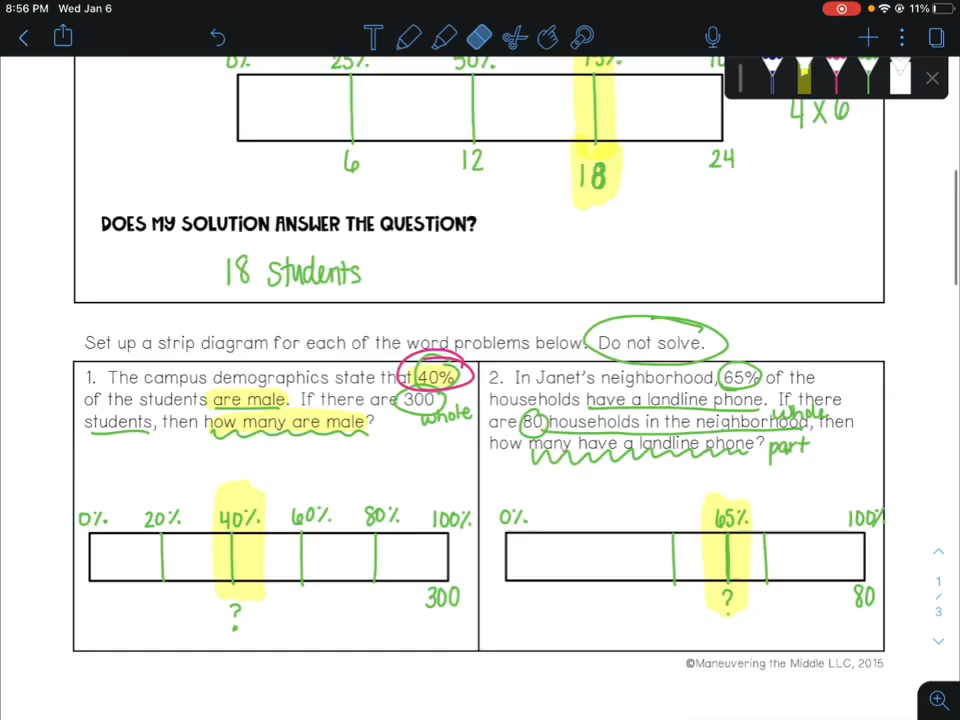 8:56 PM Wed Jan 6
11%
0% 25% 50% 75%
6 12 18 24
4 x 6
DOES MY SOLUTION ANSWER THE QUESTION?
18 students
Set up a strip diagram for each of the word problems below. Do not solve.
1. The campus demographics state that 40%
of the students are male. If there are 300
whole
students, then how many are male?
2. In Janet's neighborhood, 65% of the
households have a landline phone. If there
whole
are 80 households in the neighborhood, then
how many have a landline phone? part
0% 20% 40% 60% 80% 100%
? 300
0% 65% 100%
? 80
1
/
3
©Maneuvering the Middle LLC, 2015